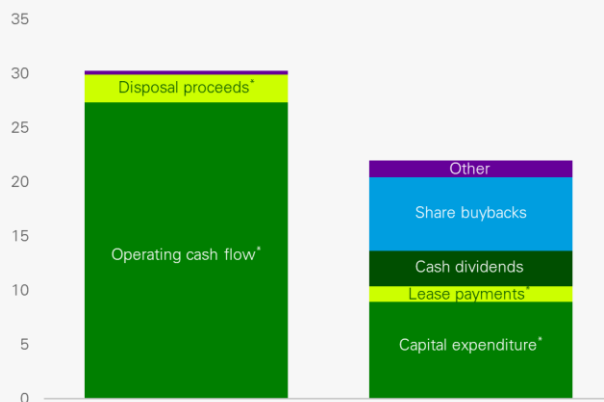 35
30
25
20
15
10
5
0
Disposal proceeds*
Operating cash flow*
Other
Share buybacks
Cash dividends
Lease payments*
Capital expenditure*